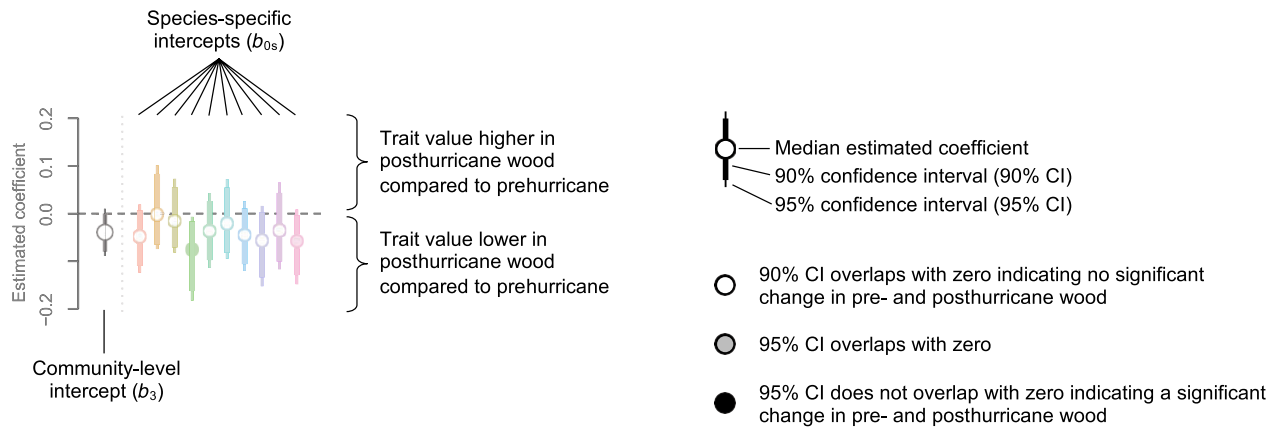 Species-specific
intercepts (b0s)
Estimated coefficient
0.2
0.1
0.0
−0.2
Trait value higher in
posthurricane wood
compared to prehurricane
Trait value lower in
posthurricane wood
compared to prehurricane
Community-level
intercept (b3)
Median estimated coefficient
90% confidence interval (90% CI)
95% confidence interval (95% CI)
90% CI overlaps with zero indicating no significant
change in pre- and posthurricane wood
95% CI overlaps with zero
95% CI does not overlap with zero indicating a significant
change in pre- and posthurricane wood